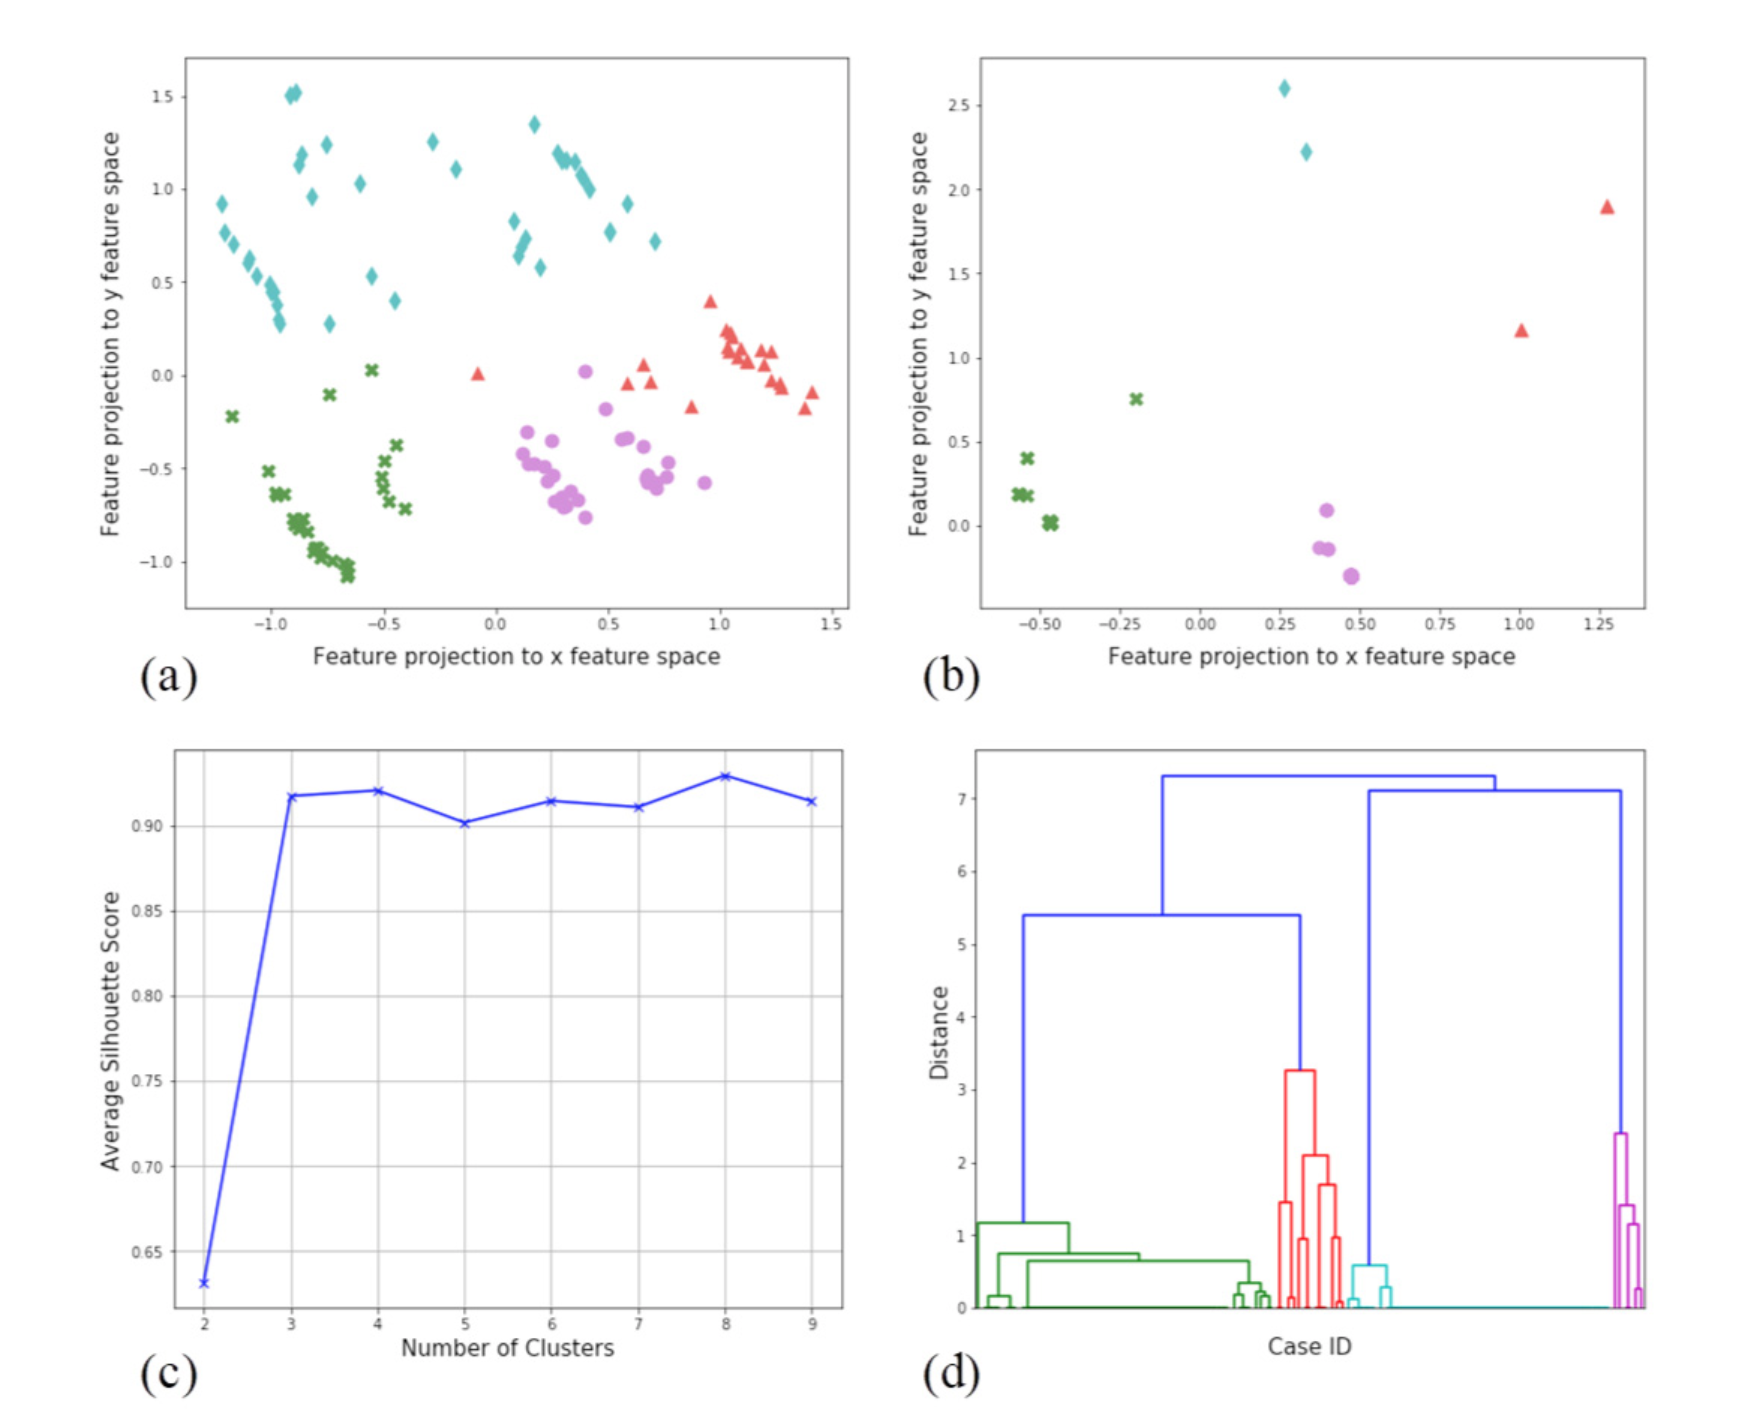 1.5
1.0
0.5
0.0
−0.5
−1.0
Feature projection to y feature space
−1.0 −0.5 0.0 0.5 1.0 1.5
Feature projection to x feature space
(a)
2.5
2.0
1.5
1.0
0.5
0.0
Feature projection to y feature space
−0.50 −0.25 0.00 0.25 0.50 0.75 1.00 1.25
Feature projection to x feature space
(b)
0.90
0.85
0.80
0.75
0.70
0.65
Average Silhouette Score
2 3 4 5 6 7 8 9
Number of Clusters
(c)
7
6
5
4
3
2
1
0
Distance
Case ID
(d)